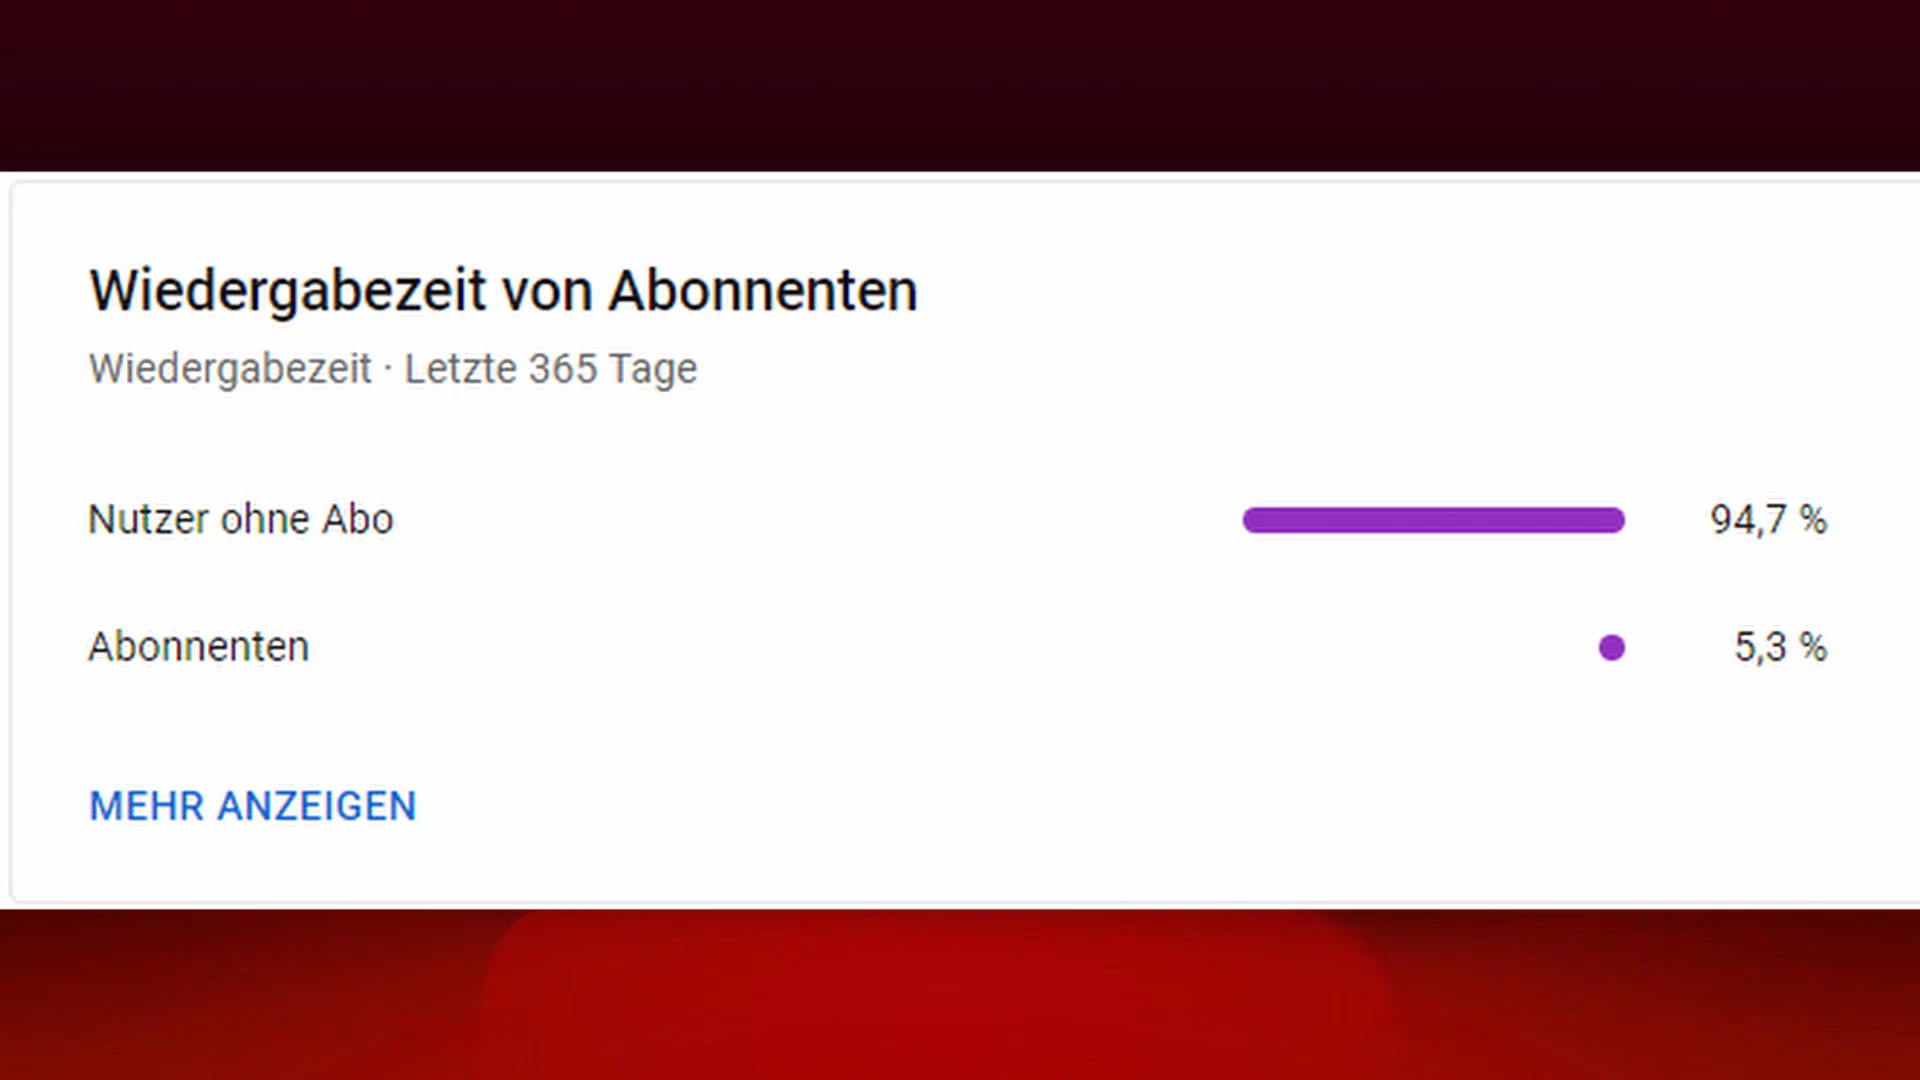 Wiedergabezeit von Abonnenten
Wiedergabezeit · Letzte 365 Tage
Nutzer ohne Abo 94,7 %
Abonnenten 5,3 %
MEHR ANZEIGEN